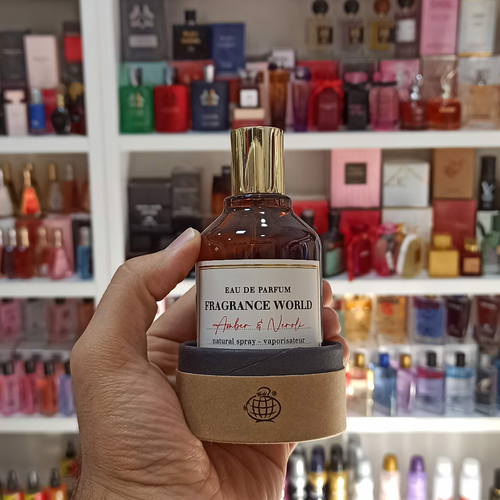 EAU DE PARFUM
FRAGRANCE WORLD
Amber & Neroli
natural spray - vaporisateur